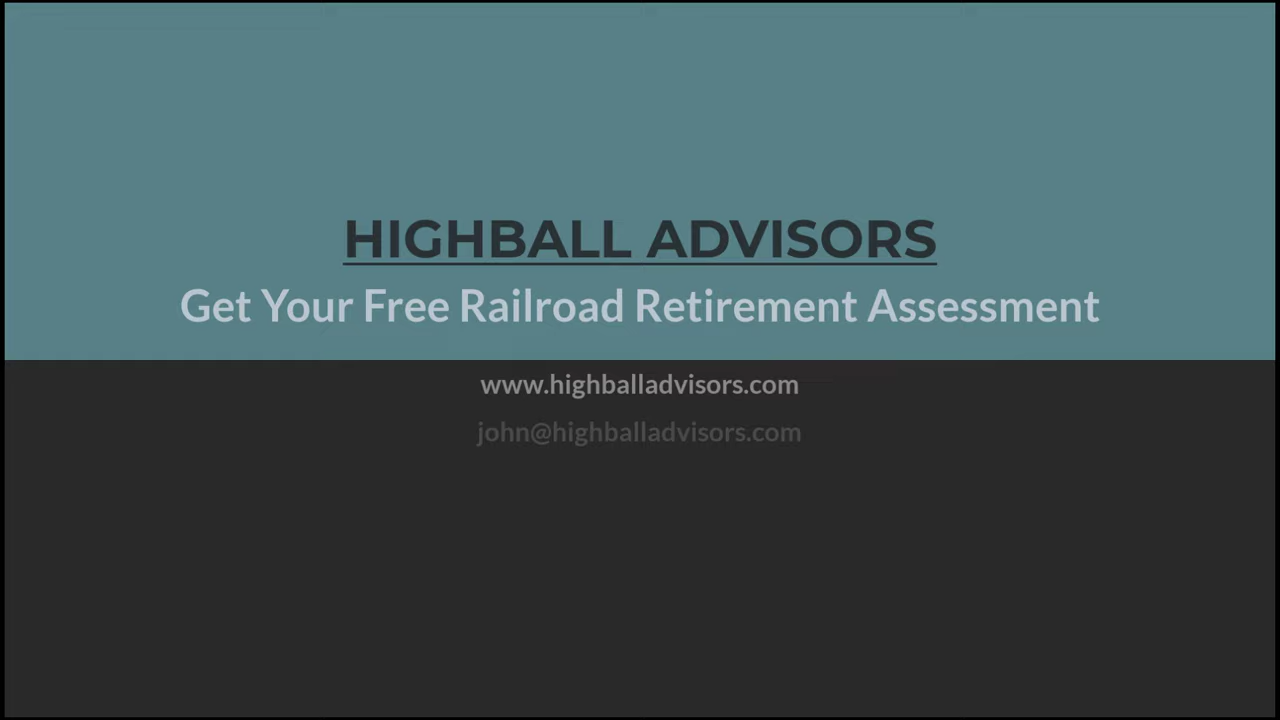 HIGHBALL ADVISORS
Get Your Free Railroad Retirement Assessment
www.highballadvisors.com
john@highballadvisors.com